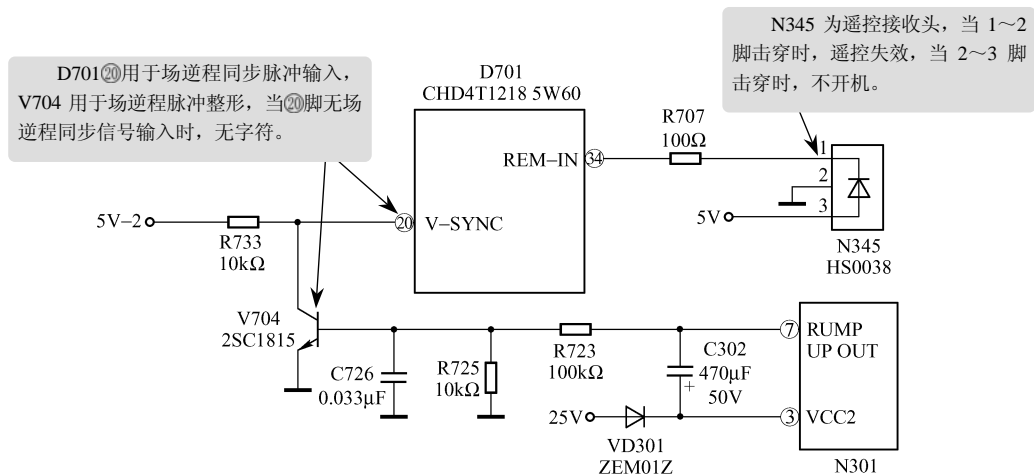 N345 为遥控接收头，当 1～2
脚击穿时，遥控失效，当 2～3 脚
击穿时，不开机。
D701⑳用于场逆程同步脉冲输入，
V704 用于场逆程脉冲整形，当⑳脚无场
逆程同步信号输入时，无字符。
D701
CHD4T1218 5W60
R707
100Ω
REM–IN
㉞
1
2
3
5V
N345
HS0038
5V–2
R733
10kΩ
⑳
V–SYNC
V704
2SC1815
C726
0.033μF
R725
10kΩ
R723
100kΩ
C302
470μF
50V
+
⑦
RUMP
UP OUT
25V
VD301
ZEM01Z
③
VCC2
N301